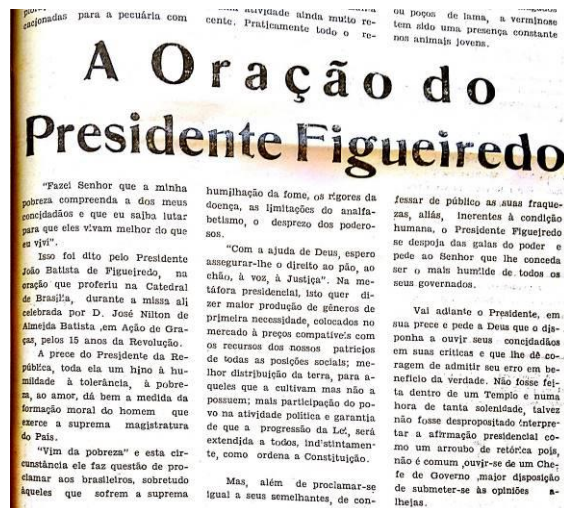 cacionadas para a pecuária com
atividade ainda muito re-
cente. Praticamente todo o re-
ou poços de lama, a verminose
tem sido uma presença constante
nos animais jovens.
A Oração do
Presidente Figueiredo
"Fazei Senhor que a minha
pobreza compreenda a dos meus
concidadãos e que eu saiba lutar
para que eles vivam melhor do que
eu vivi".
Isso foi dito pelo Presidente
João Batista de Figueiredo, na
oração que proferiu na Catedral
de Brasília, durante a missa ali
celebrada por D. José Nilton de
Almeida Batista ,em Ação de Gra-
ças, pelos 15 anos da Revolução.
A prece do Presidente da Re-
pública, toda ela um hino à hu-
mildade à tolerância, à pobre-
za, ao amor, dá bem a medida da
formação moral do homem que
exerce a suprema magistratura
do País.
"Vim da pobreza" e esta cir-
cunstância ele faz questão de pro-
clamar aos brasileiros, sobretudo
àqueles que sofrem a suprema
humilhação da fome, os rigores da
doença, as limitações do analfa-
betismo, o desprezo dos podero-
sos.
"Com a ajuda de Deus, espero
assegurar-lhe o direito ao pão, ao
chão, à voz, à Justiça". Na me-
táfora presidencial, isto quer di-
zer maior produção de gêneros de
primeira necessidade, colocados no
mercado à preços compatíveis com
os recursos dos nossos patrícios
de todas as posições sociais; me-
lhor distribuição da terra, para a-
queles que a cultivam mas não a
possuem; mais participação do po-
vo na atividade política e garantia
de que a progressão da Lei, será
extendida a todos, ind'stintamen-
te, como ordena a Constituição.
Mas, além de proclamar-se
igual a seus semelhantes, de con-
fessar de público as suas fraque-
zas, aliás, inerentes à condição
humana, o Presidente Figueiredo
se despoja das galas do poder e
pede ao Senhor que lhe conceda
ser o mais humilde de todos os
seus governados.
Vai adiante o Presidente, em
sua prece e pede a Deus que o dis-
ponha a ouvir seus concidadãos
em suas críticas e que lhe dê co-
ragem de admitir seu erro em be-
nefício da verdade. Não fosse fei-
ta dentro de um Templo e numa
hora de tanta solenidade, talvez
não fosse despropositado interpre-
tar a afirmação presidencial co-
mo um arroubo de retórica pois,
não é comum ,ouvir-se de um Che-
fe de Governo ,maior disposição
de submeter-se às opiniões a-
lheias.